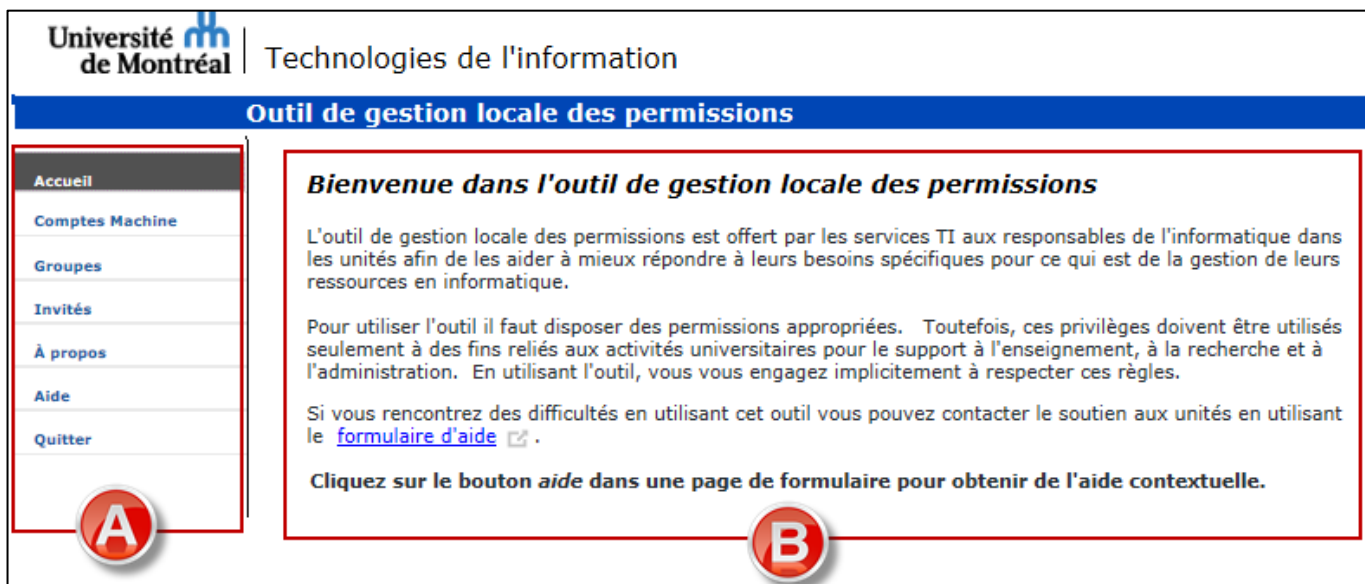 Université
de Montréal
Technologies de l'information
Outil de gestion locale des permissions
Accueil
Comptes Machine
Groupes
Invités
À propos
Aide
Quitter
A
Bienvenue dans l'outil de gestion locale des permissions
L'outil de gestion locale des permissions est offert par les services TI aux responsables de l'informatique dans
les unités afin de les aider à mieux répondre à leurs besoins spécifiques pour ce qui est de la gestion de leurs
ressources en informatique.
Pour utiliser l'outil il faut disposer des permissions appropriées. Toutefois, ces privilèges doivent être utilisés
seulement à des fins reliés aux activités universitaires pour le support à l'enseignement, à la recherche et à
l'administration. En utilisant l'outil, vous vous engagez implicitement à respecter ces règles.
Si vous rencontrez des difficultés en utilisant cet outil vous pouvez contacter le soutien aux unités en utilisant
le formulaire d'aide .
Cliquez sur le bouton aide dans une page de formulaire pour obtenir de l'aide contextuelle.
B